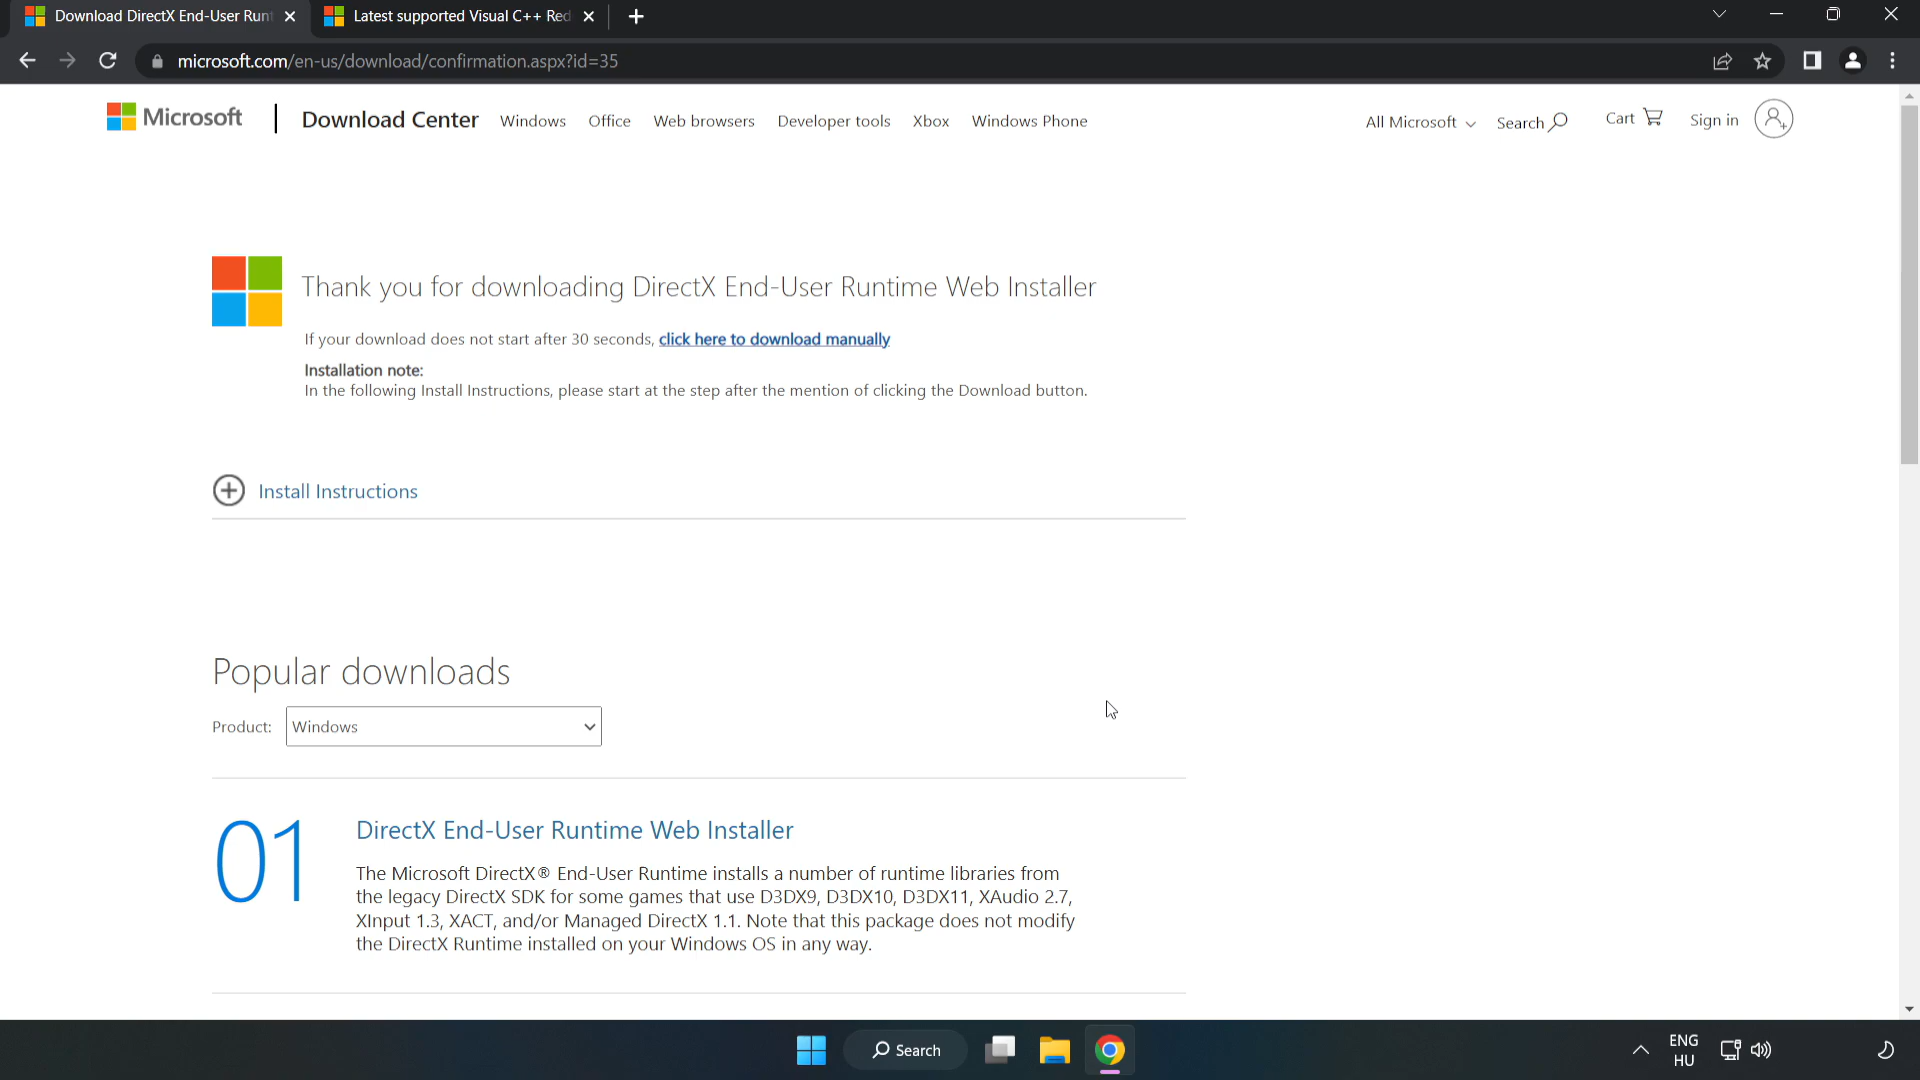 Download DirectX End-User Runt
Latest supported Visual C++ Red
microsoft.com/en-us/download/confirmation.aspx?id=35
Microsoft
Download Center
Windows
Office
Web browsers
Developer tools
Xbox
Windows Phone
All Microsoft
Search
Cart
Sign in
Thank you for downloading DirectX End-User Runtime Web Installer
If your download does not start after 30 seconds, click here to download manually
Installation note:
In the following Install Instructions, please start at the step after the mention of clicking the Download button.
Install Instructions
Popular downloads
Product:
Windows
01
DirectX End-User Runtime Web Installer
The Microsoft DirectX® End-User Runtime installs a number of runtime libraries from
the legacy DirectX SDK for some games that use D3DX9, D3DX10, D3DX11, XAudio 2.7,
XInput 1.3, XACT, and/or Managed DirectX 1.1. Note that this package does not modify
the DirectX Runtime installed on your Windows OS in any way.
Search
ENG
HU